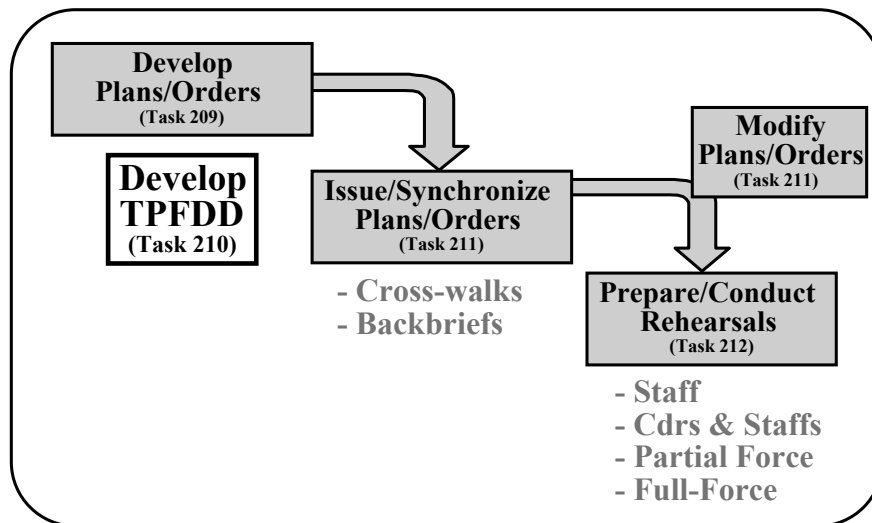 Develop
Plans/Orders
(Task 209)
Develop
TPFDD
(Task 210)
Issue/Synchronize
Plans/Orders
(Task 211)
- Cross-walks
- Backbriefs
Modify
Plans/Orders
(Task 211)
Prepare/Conduct
Rehearsals
(Task 212)
- Staff
- Cdrs & Staffs
- Partial Force
- Full-Force